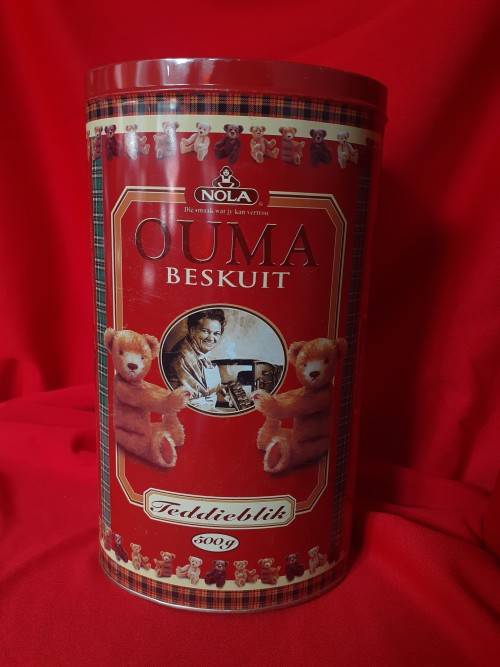 NOLA
Die smaak wat jy kan vertrou
OUMA
BESKUIT
Teddieblik
500g